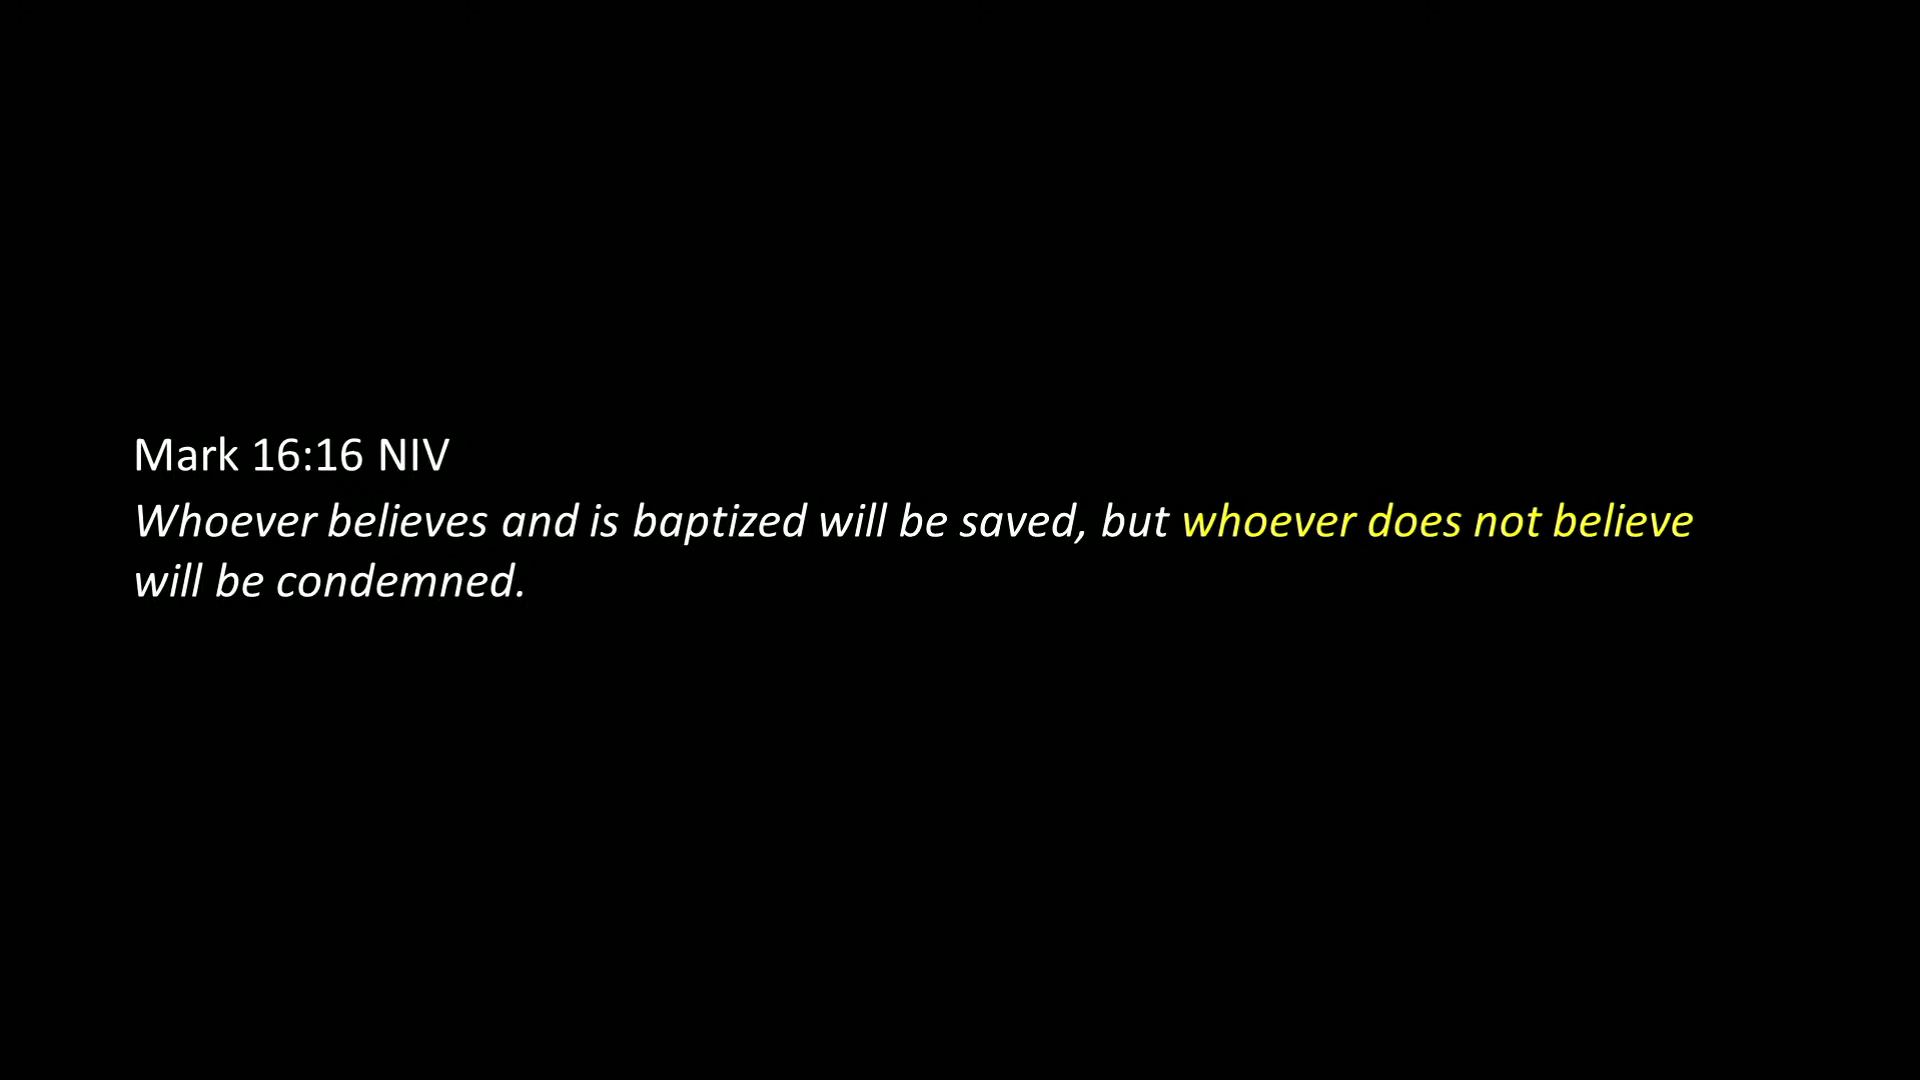 Mark 16:16 NIV
Whoever believes and is baptized will be saved, but whoever does not believe
will be condemned.